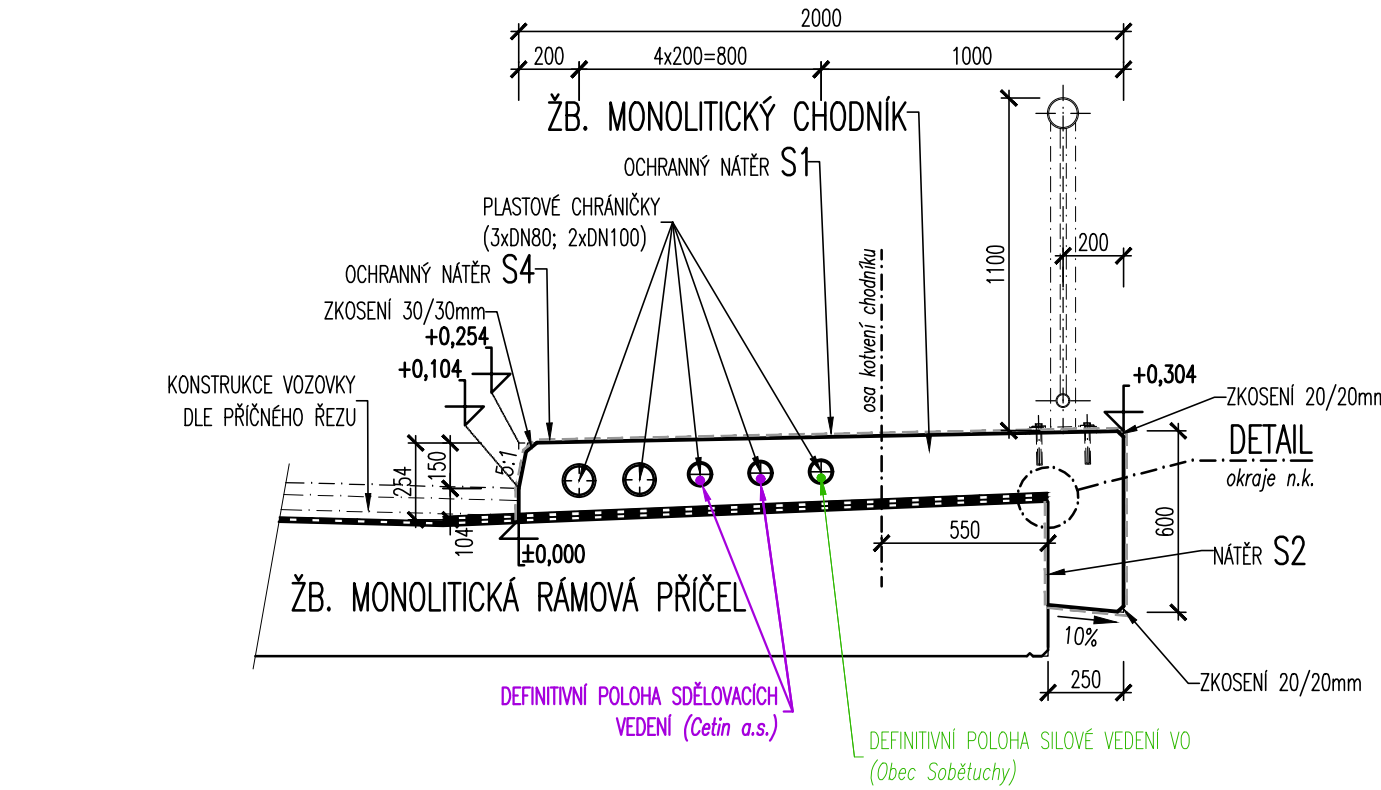 2000
200
4x200=800
1000
ŽB. MONOLITICKÝ CHODNÍK
OCHRANNÝ NÁTĚR S1
PLASTOVÉ CHRÁNIČKY
(3xDN80; 2xDN100)
OCHRANNÝ NÁTĚR S4
ZKOSENÍ 30/30mm
+0,254
+0,104
KONSTRUKCE VOZOVKY
DLE PŘÍČNÉHO ŘEZU
254
150
104
5:1
±0,000
osa kotvení chodníku
1100
200
+0,304
ZKOSENÍ 20/20mm
DETAIL
okraje n.k.
550
600
NÁTĚR S2
ŽB. MONOLITICKÁ RÁMOVÁ PŘÍČEL
10%
250
ZKOSENÍ 20/20mm
DEFINITIVNÍ POLOHA SDĚLOVACÍCH
VEDENÍ (Cetin a.s.)
DEFINITIVNÍ POLOHA SILOVÉ VEDENÍ VO
(Obec Sobětuchy)